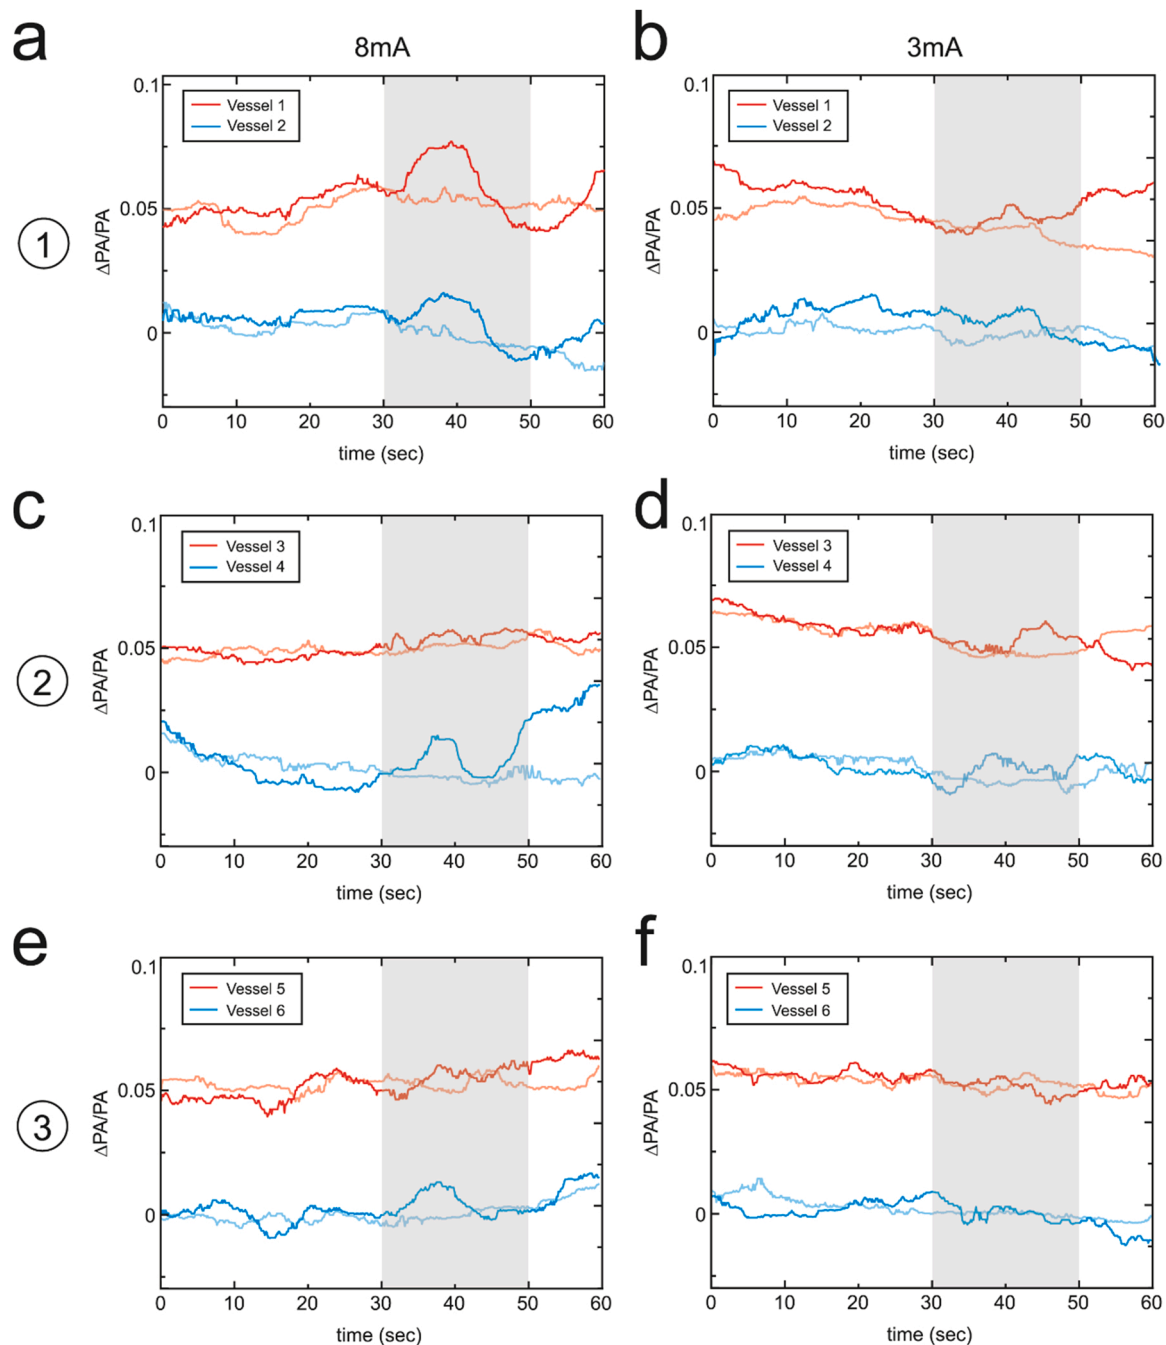 a
8mA
b
3mA
0.1
Vessel 1
Vessel 2
0.05
0
ΔPA/PA
0 10 20 30 40 50 60
time (sec)
0.1
Vessel 1
Vessel 2
0.05
0
ΔPA/PA
0 10 20 30 40 50 60
time (sec)
1
c
0.1
Vessel 3
Vessel 4
0.05
0
ΔPA/PA
0 10 20 30 40 50 60
time (sec)
d
0.1
Vessel 3
Vessel 4
0.05
0
ΔPA/PA
0 10 20 30 40 50 60
time (sec)
2
e
0.1
Vessel 5
Vessel 6
0.05
0
ΔPA/PA
0 10 20 30 40 50 60
time (sec)
f
0.1
Vessel 5
Vessel 6
0.05
0
ΔPA/PA
0 10 20 30 40 50 60
time (sec)
3